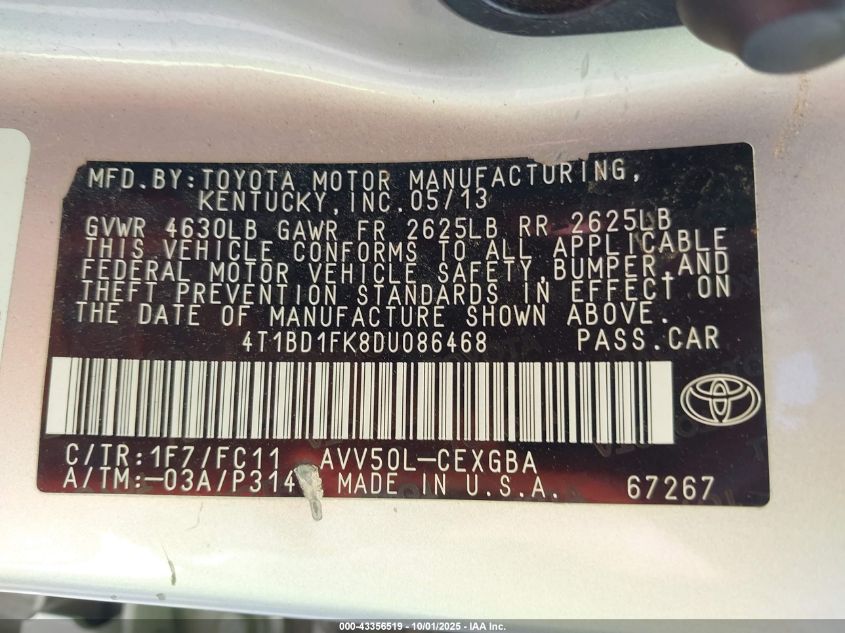 MFD.BY:TOYOTA MOTOR MANUFACTURING,
KENTUCKY,INC.05/13
GVWR 4630LB GAWR FR 2625LB RR 2625LB
THIS VEHICLE CONFORMS TO ALL APPLICABLE
FEDERAL MOTOR VEHICLE SAFETY,BUMPER,AND
THEFT PREVENTION STANDARDS IN EFFECT ON
THE DATE OF MANUFACTURE SHOWN ABOVE.
4T1BD1FK8DU086468 PASS.CAR
C/TR:1F7/FC11 AVV50L-CEXGBA
A/TM:-03A/P314 MADE IN U.S.A. 67267
000-43356519 - 10/01/2025 - IAA Inc.